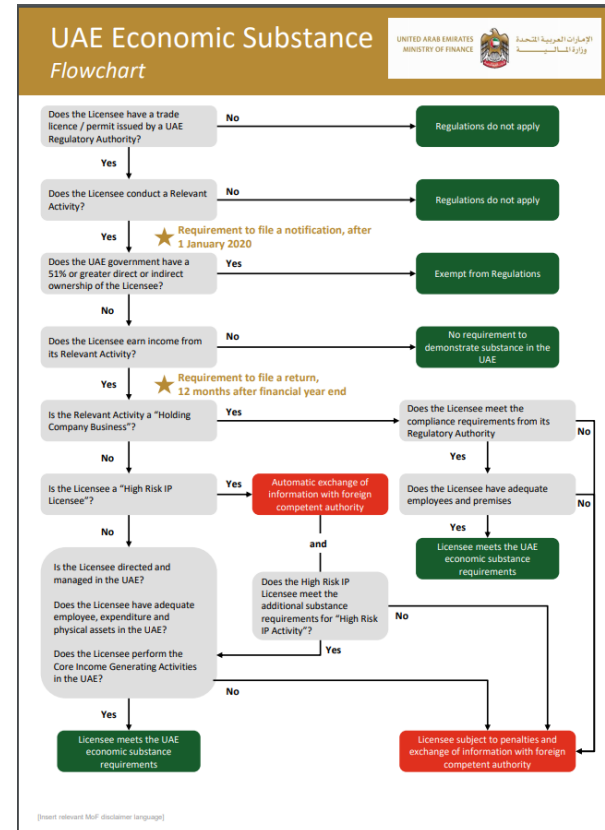 UAE Economic Substance
Flowchart
UNITED ARAB EMIRATES
MINISTRY OF FINANCE
الإمارات العربية المتحدة
وزارة المالية
Does the Licensee have a trade
licence / permit issued by a UAE
Regulatory Authority?
No
Regulations do not apply
Yes
Does the Licensee conduct a Relevant
Activity?
No
Regulations do not apply
Yes
Requirement to file a notification, after
1 January 2020
Does the UAE government have a
51% or greater direct or indirect
ownership of the Licensee?
Yes
Exempt from Regulations
No
Does the Licensee earn income from
its Relevant Activity?
No
No requirement to
demonstrate substance in the
UAE
Yes
Requirement to file a return,
12 months after financial year end
Is the Relevant Activity a “Holding
Company Business”?
Yes
Does the Licensee meet the
compliance requirements from its
Regulatory Authority
No
No
Yes
Is the Licensee a “High Risk IP
Licensee”?
Yes
Automatic exchange of
information with foreign
competent authority
Does the Licensee have adequate
employees and premises
No
No
and
Yes
Licensee meets the UAE
economic substance
requirements
Is the Licensee directed and
managed in the UAE?
Does the Licensee have adequate
employee, expenditure and
physical assets in the UAE?
Does the Licensee perform the
Core Income Generating Activities
in the UAE?
Does the High Risk IP
Licensee meet the
additional substance
requirements for “High Risk
IP Activity”?
No
Yes
No
Yes
Licensee meets the UAE
economic substance
requirements
Licensee subject to penalties and
exchange of information with foreign
competent authority
[Insert relevant MoF disclaimer language]